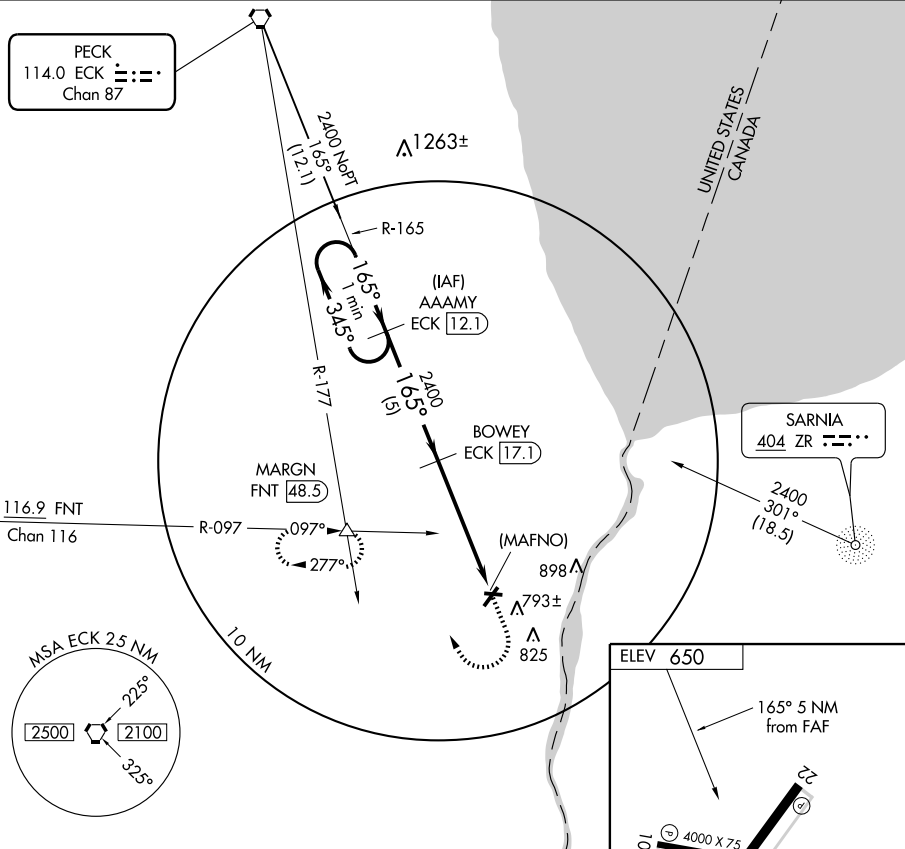 PECK
114.0 ECK
Chan 87
2400 NoPT
165°
(12.1)
1263±
UNITED STATES
CANADA
R-165
165°
1 min
345°
(IAF)
AAAMY
ECK 12.1
R-177
2400
165°
(5)
BOWEY
ECK 17.1
SARNIA
404 ZR
2400
301°
(18.5)
MARGN
FNT 48.5
116.9 FNT
Chan 116
R-097
097°
277°
(MAFNO)
898
793±
825
10 NM
MSA ECK 25 NM
225°
2500
2100
325°
ELEV 650
165° 5 NM
from FAF
22
P
P
4000 X 75
10